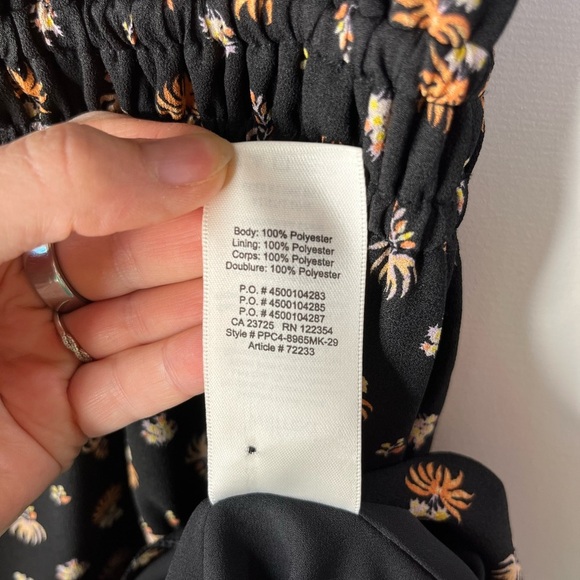 Body: 100% Polyester
Lining: 100% Polyester
Corps: 100% Polyester
Doublure: 100% Polyester
P.O. # 4500104283
P.O. # 4500104285
P.O. # 4500104287
CA 23725 RN 122354
Style # PPC4-8965MK-29
Article # 72233